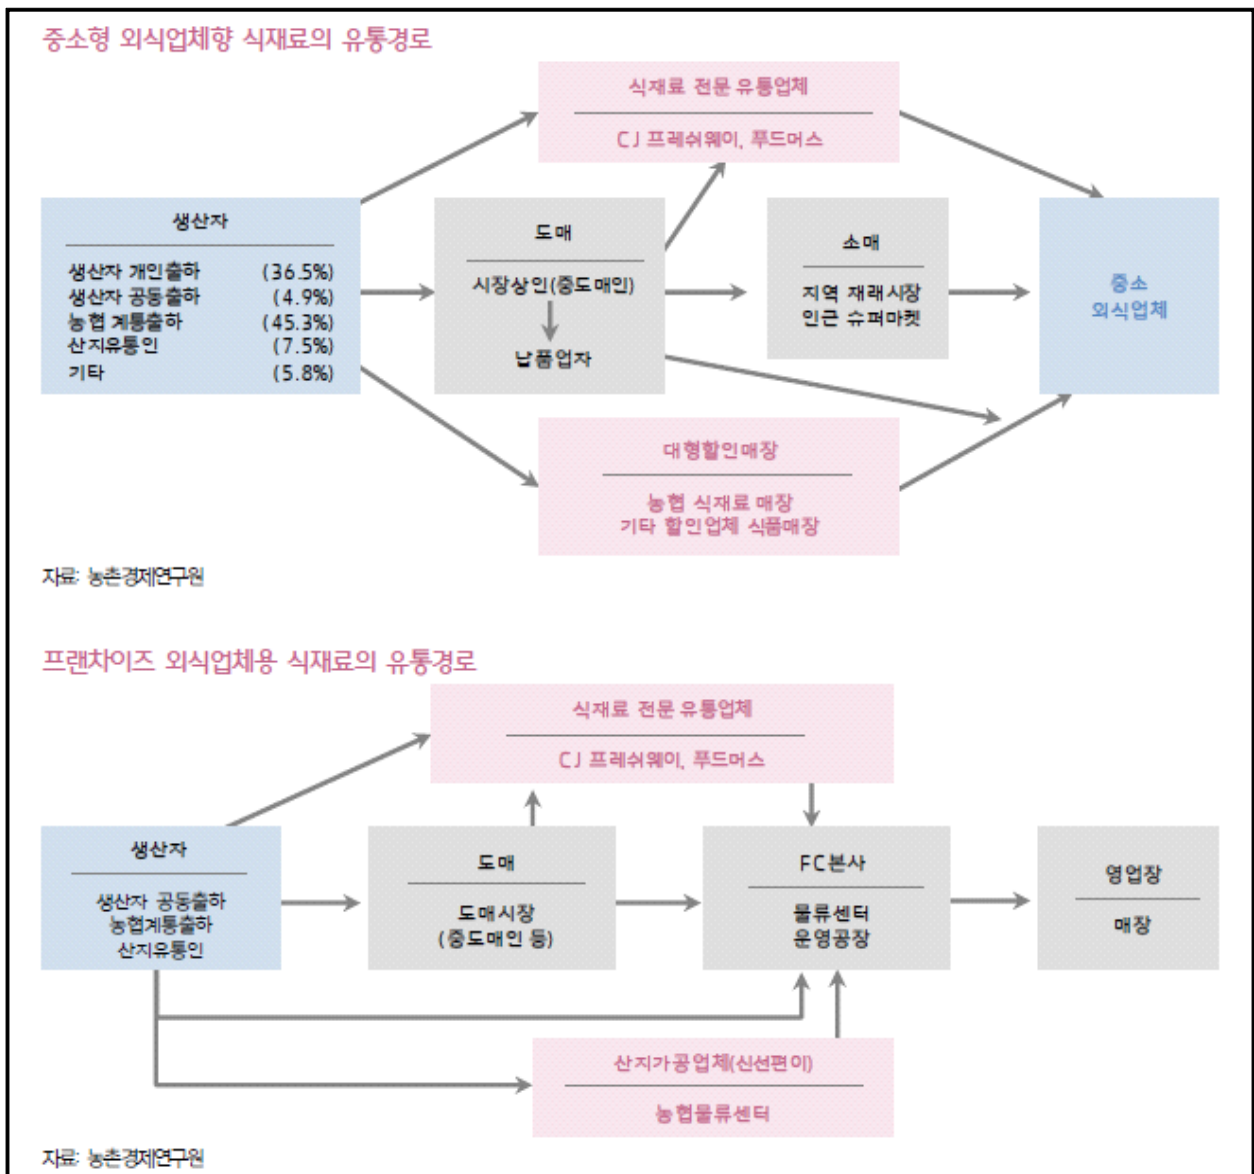 중소형 외식업체향 식재료의 유통경로
식재료 전문 유통업체
CJ 프레쉬웨이, 푸드머스
생산자
생산자 개인출하 (36.5%)
생산자 공동출하 (4.9%)
농협 계통출하 (45.3%)
산지유통인 (7.5%)
기타 (5.8%)
도매
시장상인(중도매인)
납품업자
소매
지역 재래시장
인근 슈퍼마켓
중소
외식업체
대형할인매장
농협 식재료 매장
기타 할인업체 식품매장
자료: 농촌경제연구원
프랜차이즈 외식업체용 식재료의 유통경로
식재료 전문 유통업체
CJ 프레쉬웨이, 푸드머스
생산자
생산자 공동출하
농협계통출하
산지유통인
도매
도매시장
(중도매인 등)
FC본사
물류센터
운영공장
영업장
매장
산지가공업체(신선편이)
농협물류센터
자료: 농촌경제연구원